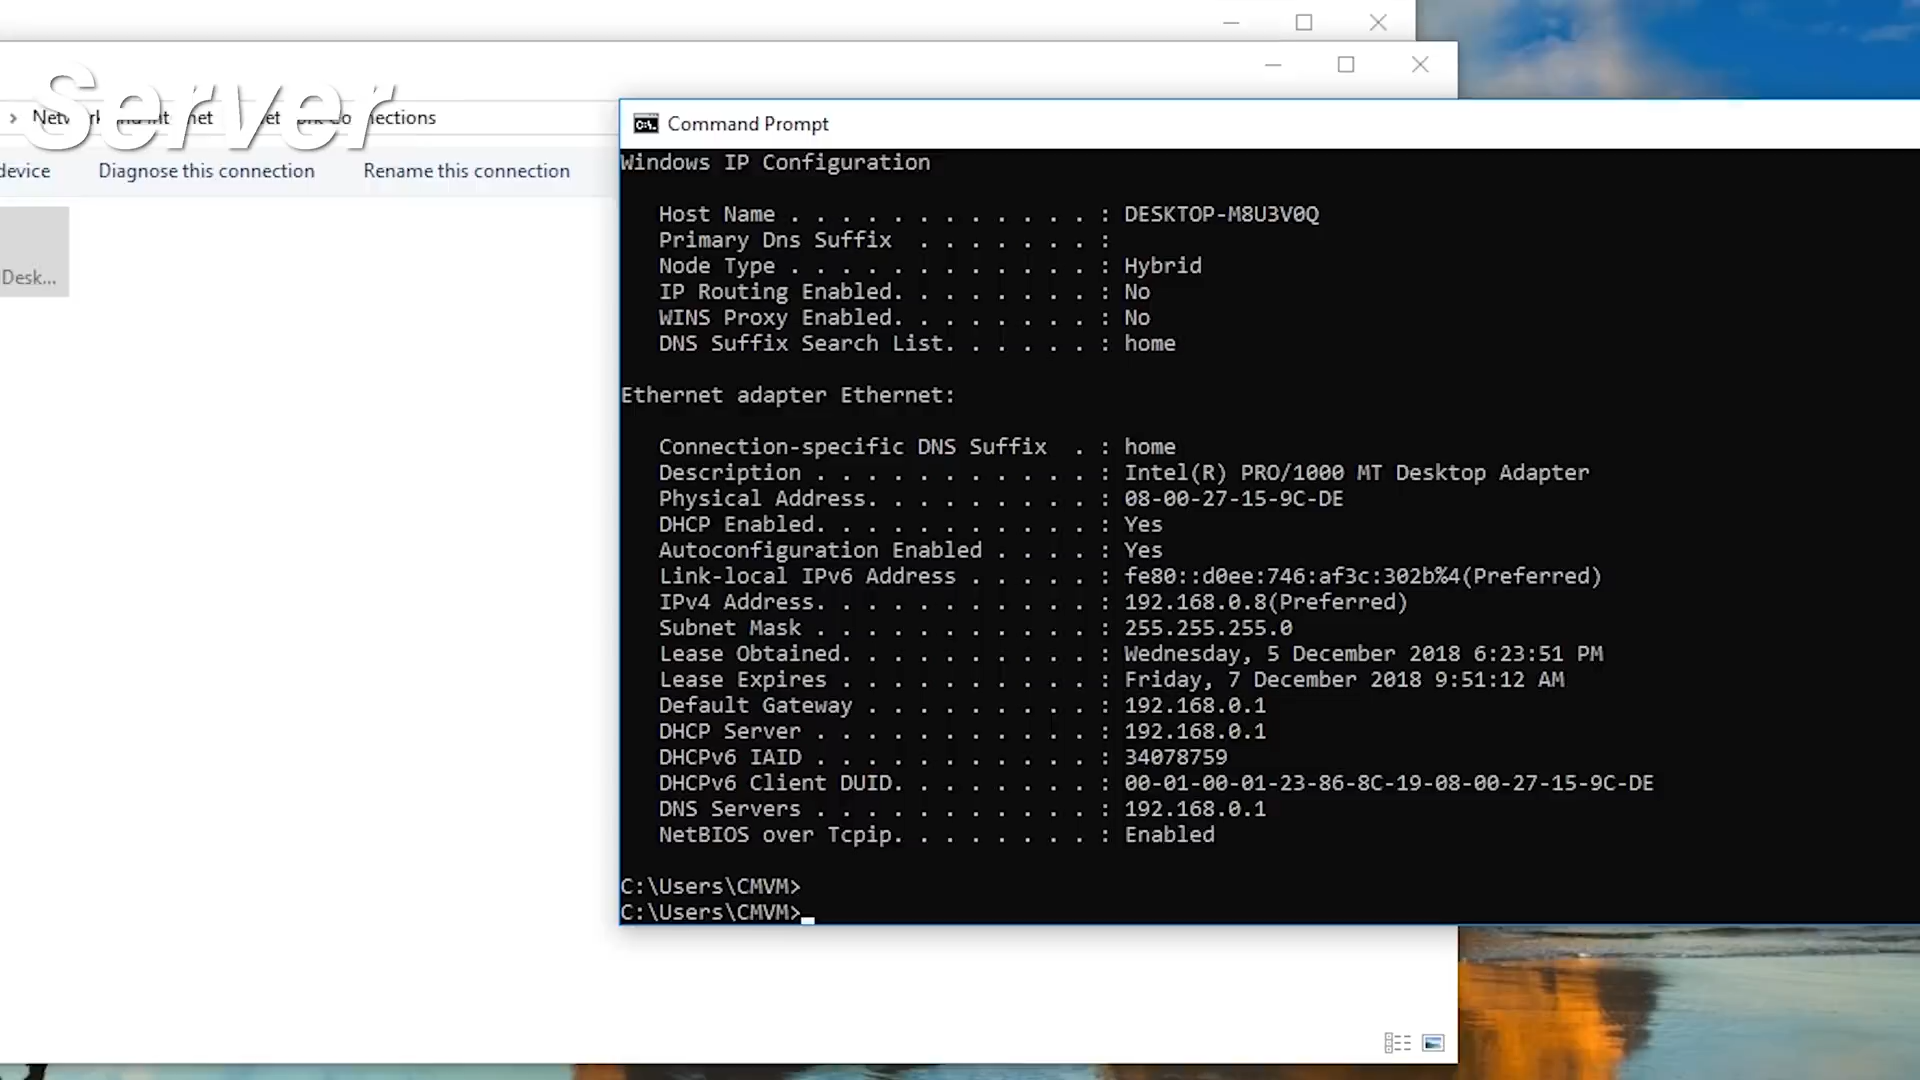 Server
Network and Internet Network Connections
device Diagnose this connection Rename this connection
Desk...
Command Prompt
Windows IP Configuration
Host Name . . . . . . . . . . . . : DESKTOP-M8U3V0Q
Primary Dns Suffix  . . . . . . . :
Node Type . . . . . . . . . . . . : Hybrid
IP Routing Enabled. . . . . . . . : No
WINS Proxy Enabled. . . . . . . . : No
DNS Suffix Search List. . . . . . : home
Ethernet adapter Ethernet:
Connection-specific DNS Suffix  . : home
Description . . . . . . . . . . . : Intel(R) PRO/1000 MT Desktop Adapter
Physical Address. . . . . . . . . : 08-00-27-15-9C-DE
DHCP Enabled. . . . . . . . . . . : Yes
Autoconfiguration Enabled . . . . : Yes
Link-local IPv6 Address . . . . . : fe80::d0ee:746:af3c:302b%4(Preferred)
IPv4 Address. . . . . . . . . . . : 192.168.0.8(Preferred)
Subnet Mask . . . . . . . . . . . : 255.255.255.0
Lease Obtained. . . . . . . . . . : Wednesday, 5 December 2018 6:23:51 PM
Lease Expires . . . . . . . . . . : Friday, 7 December 2018 9:51:12 AM
Default Gateway . . . . . . . . . : 192.168.0.1
DHCP Server . . . . . . . . . . . : 192.168.0.1
DHCPv6 IAID . . . . . . . . . . . : 34078759
DHCPv6 Client DUID. . . . . . . . : 00-01-00-01-23-86-8C-19-08-00-27-15-9C-DE
DNS Servers . . . . . . . . . . . : 192.168.0.1
NetBIOS over Tcpip. . . . . . . . : Enabled
C:\Users\CMVM>
C:\Users\CMVM>